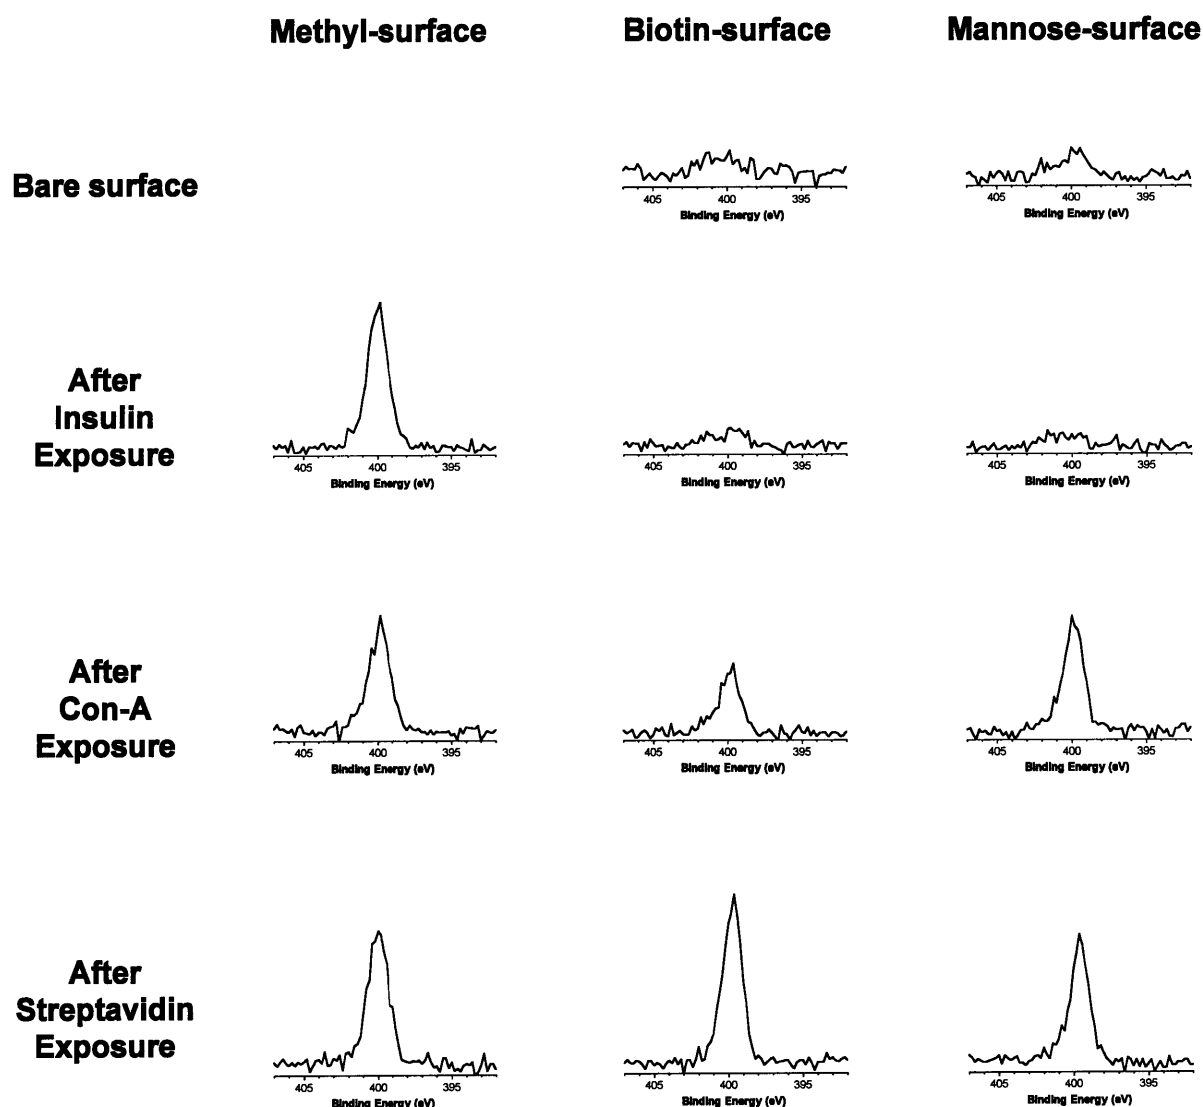 Methyl-surface Biotin-surface Mannose-surface
Bare surface
405 400 395
Binding Energy (eV)
405 400 395
Binding Energy (eV)
After
Insulin
Exposure
405 400 395
Binding Energy (eV)
405 400 395
Binding Energy (eV)
405 400 395
Binding Energy (eV)
After
Con-A
Exposure
405 400 395
Binding Energy (eV)
405 400 395
Binding Energy (eV)
405 400 395
Binding Energy (eV)
After
Streptavidin
Exposure
405 400 395
Binding Energy (eV)
405 400 395
Binding Energy (eV)
405 400 395
Binding Energy (eV)